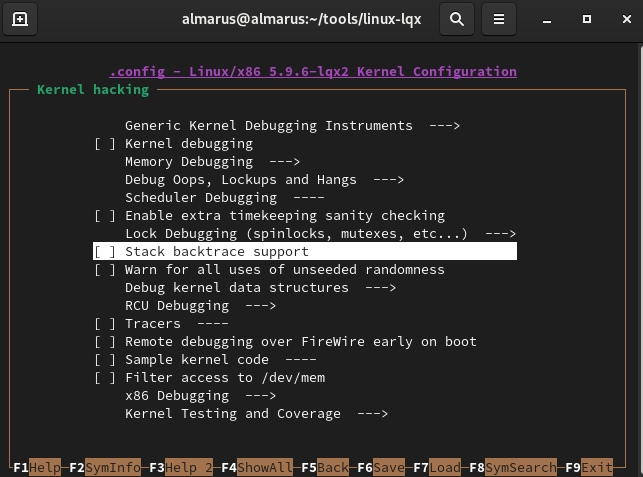 almarus@almarus:~/tools/linux-lqx
.config - Linux/x86 5.9.6-lqx2 Kernel Configuration
Kernel hacking
Generic Kernel Debugging Instruments --->
[ ] Kernel debugging
Memory Debugging --->
Debug Oops, Lockups and Hangs --->
Scheduler Debugging ----
[ ] Enable extra timekeeping sanity checking
Lock Debugging (spinlocks, mutexes, etc...) --->
[ ] Stack backtrace support
[ ] Warn for all uses of unseeded randomness
Debug kernel data structures --->
RCU Debugging --->
[ ] Tracers ----
[ ] Remote debugging over FireWire early on boot
[ ] Sample kernel code ----
[ ] Filter access to /dev/mem
x86 Debugging --->
Kernel Testing and Coverage --->
F1Help F2SymInfo F3Help 2 F4ShowAll F5Back F6Save F7Load F8SymSearch F9Exit